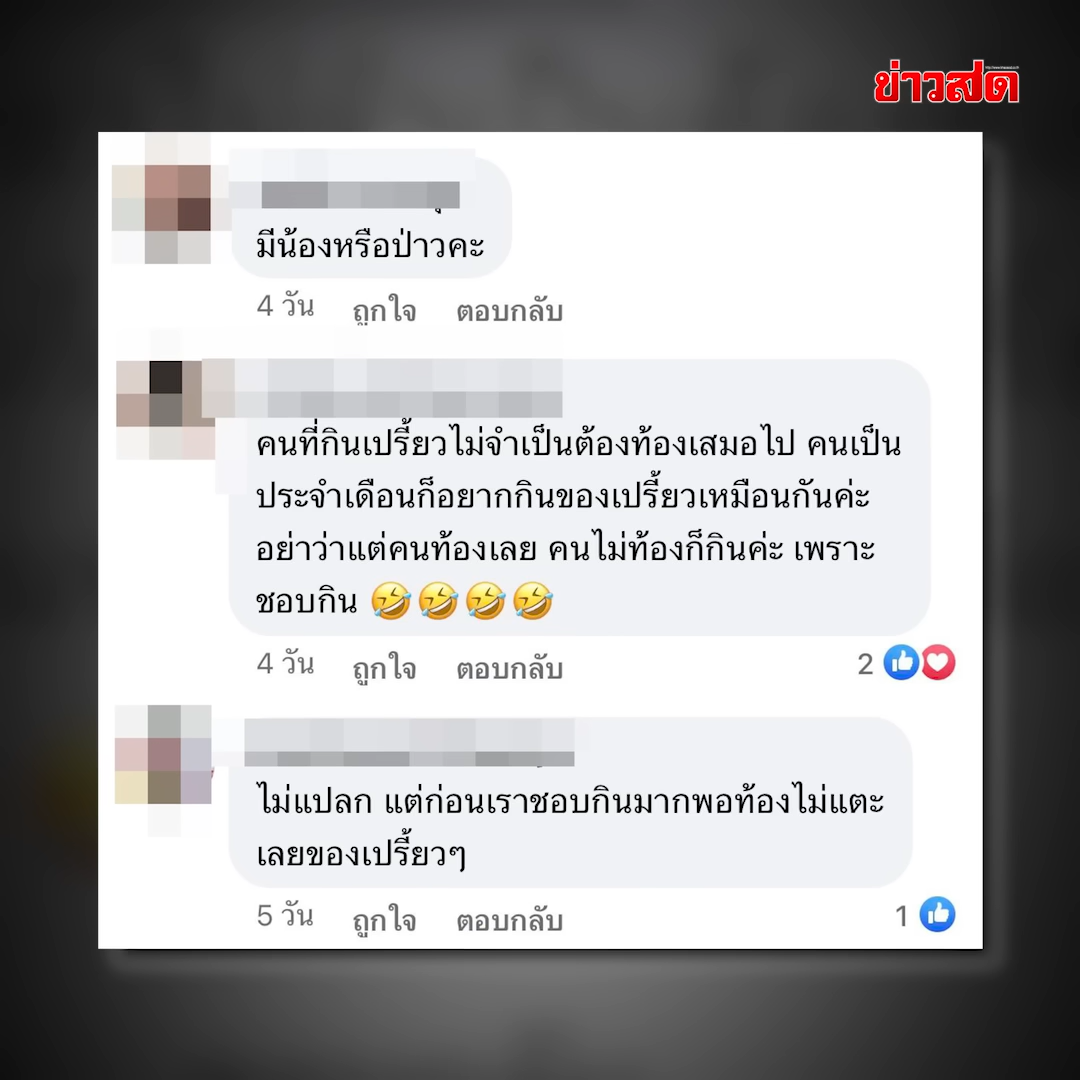 ข่าวสด
มีน้องหรือป่าวคะ
4 วัน ถูกใจ ตอบกลับ
คนที่กินเปรี้ยวไม่จำเป็นต้องท้องเสมอไป คนเป็น
ประจำเดือนก็อยากกินของเปรี้ยวเหมือนกันค่ะ
อย่าว่าแต่คนท้องเลย คนไม่ท้องก็กินค่ะ เพราะ
ชอบกิน 🤣🤣🤣🤣
4 วัน ถูกใจ ตอบกลับ 2
ไม่แปลก แต่ก่อนเราชอบกินมากพอท้องไม่แตะ
เลยของเปรี้ยวๆ
5 วัน ถูกใจ ตอบกลับ 1